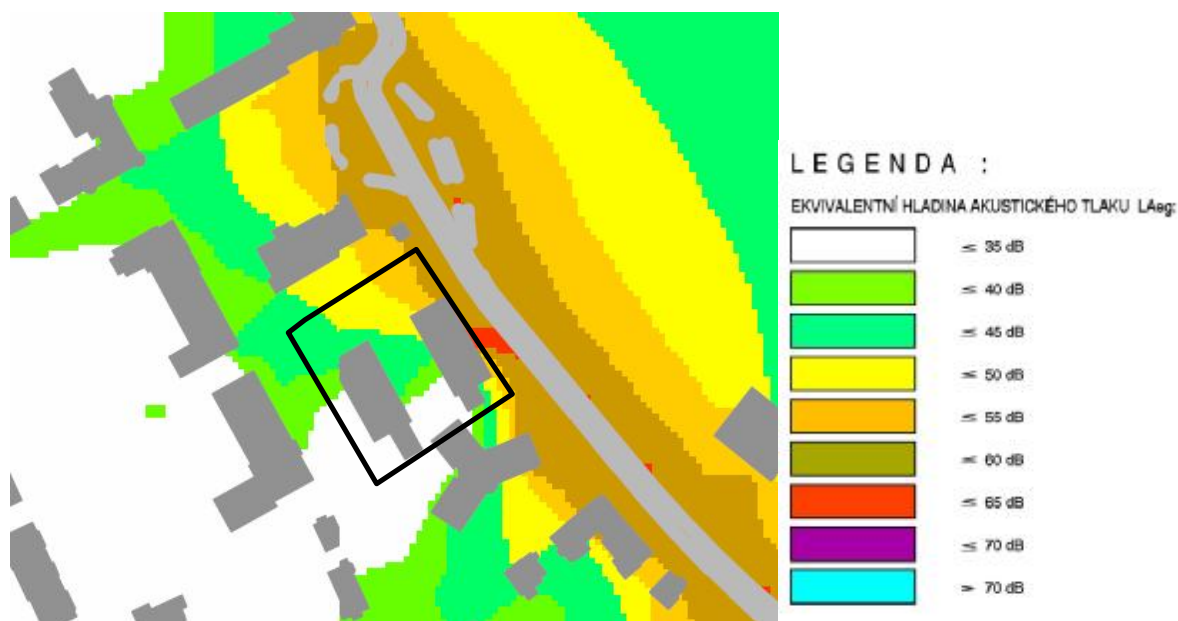 LEGENDA :
EKVIVALENTNÍ HLADINA AKUSTICKÉHO TLAKU LAeg:
≤ 35 dB
≤ 40 dB
≤ 45 dB
≤ 50 dB
≤ 55 dB
≤ 60 dB
≤ 65 dB
≤ 70 dB
> 70 dB